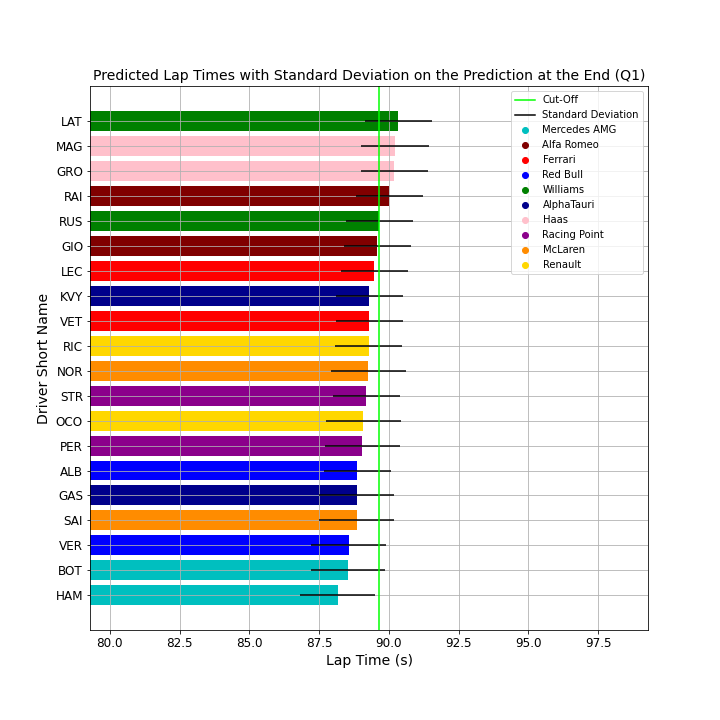 Predicted Lap Times with Standard Deviation on the Prediction at the End (Q1)
Cut-Off
Standard Deviation
Mercedes AMG
Alfa Romeo
Ferrari
Red Bull
Williams
AlphaTauri
Haas
Racing Point
McLaren
Renault
Driver Short Name
LAT
MAG
GRO
RAI
RUS
GIO
LEC
KVY
VET
RIC
NOR
STR
OCO
PER
ALB
GAS
SAI
VER
BOT
HAM
80.0 82.5 85.0 87.5 90.0 92.5 95.0 97.5
Lap Time (s)